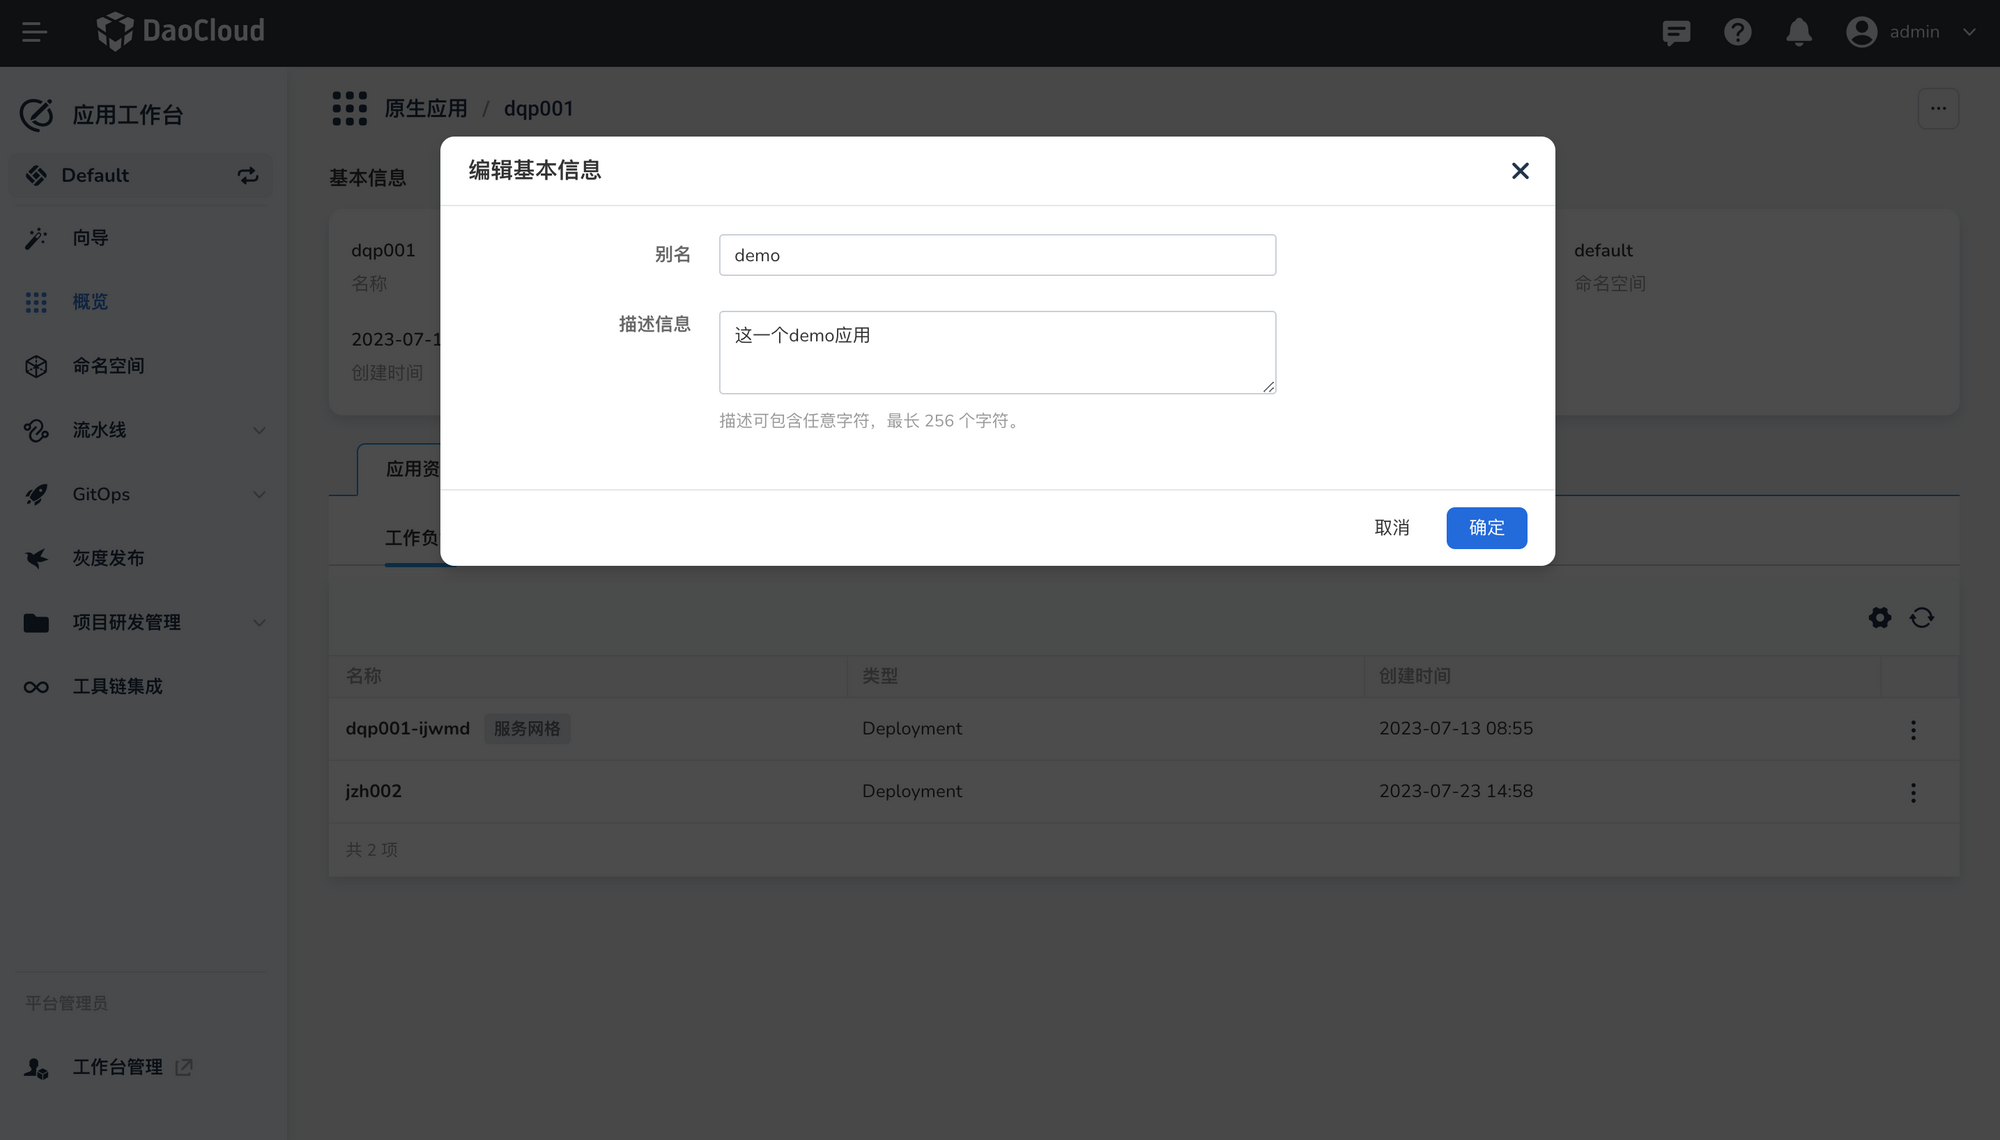 DaoCloud
admin
应用工作台
Default
向导
概览
命名空间
流水线
GitOps
灰度发布
项目研发管理
工具链集成
平台管理员
工作台管理
原生应用 / dqp001
基本信息
dqp001
名称
default
命名空间
2023-07-1
创建时间
编辑基本信息
别名
demo
描述信息
这一个demo应用
描述可包含任意字符，最长 256 个字符。
取消
确定
应用资
工作负
名称 类型 创建时间
dqp001-ijwmd 服务网格 Deployment 2023-07-13 08:55
jzh002 Deployment 2023-07-23 14:58
共 2 项